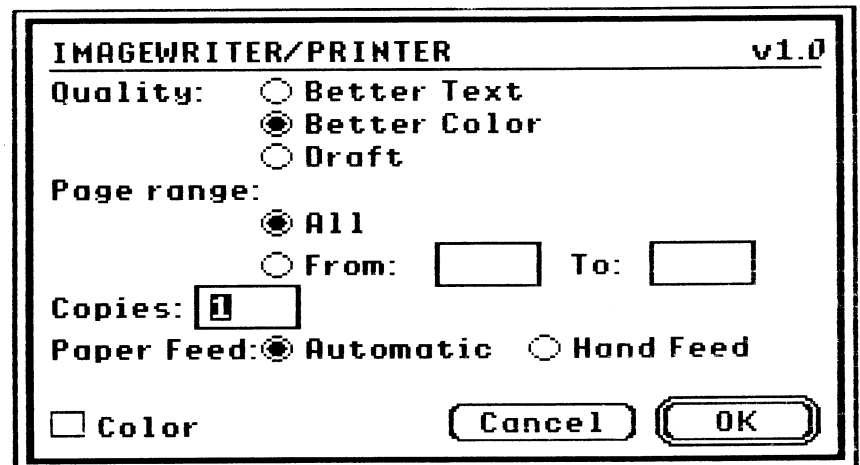 IMAGEWRITER/PRINTER v1.0
Quality: Better Text
Better Color
Draft
Page range:
All
From: To:
Copies: 1
Paper Feed: Automatic Hand Feed
Color Cancel OK